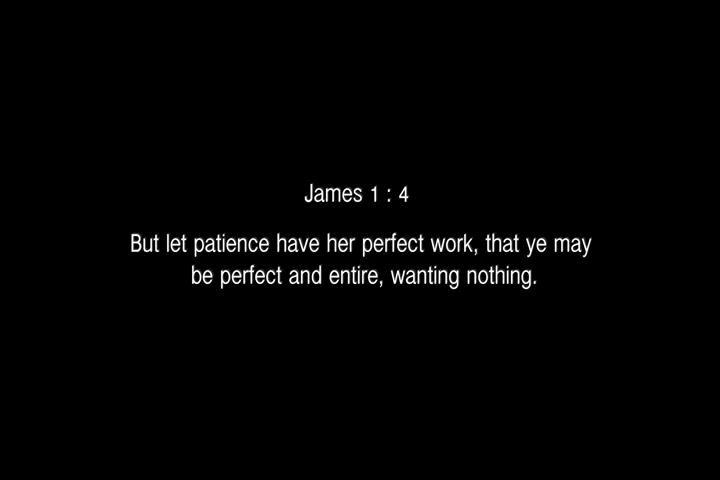 James 1 : 4
But let patience have her perfect work, that ye may
be perfect and entire, wanting nothing.